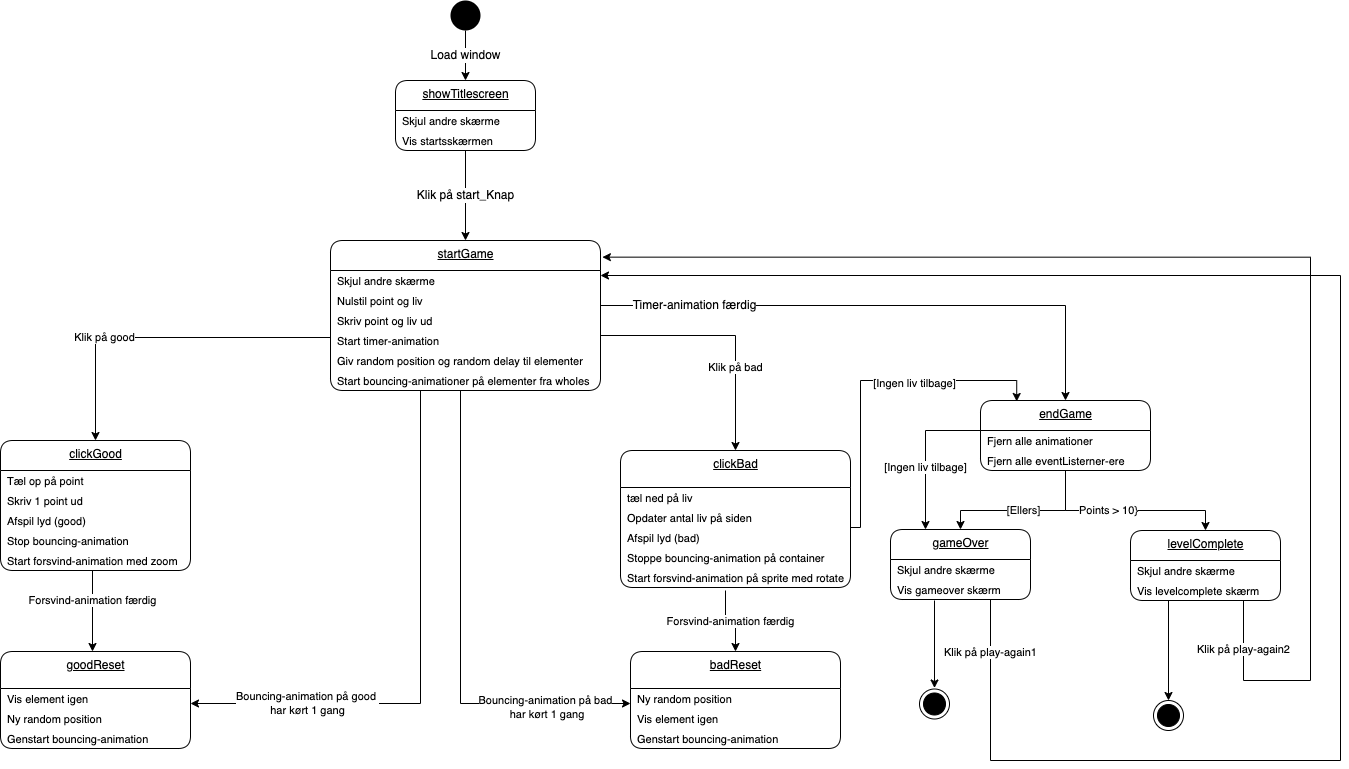 Load window
showTitlescreen
Skjul andre skærme
Vis startsskærmen
Klik på start_Knap
startGame
Skjul andre skærme
Nulstil point og liv
Skriv point og liv ud
Start timer-animation
Giv random position og random delay til elementer
Start bouncing-animationer på elementer fra wholes
Timer-animation færdig
Klik på good
Klik på bad
[Ingen liv tilbage]
endGame
Fjern alle animationer
Fjern alle eventListerner-ere
clickGood
Tæl op på point
Skriv 1 point ud
Afspil lyd (good)
Stop bouncing-animation
Start forsvind-animation med zoom
clickBad
tæl ned på liv
Opdater antal liv på siden
Afspil lyd (bad)
Stoppe bouncing-animation på container
Start forsvind-animation på sprite med rotate
[Ingen liv tilbage]
[Ellers]
Points > 10}
gameOver
Skjul andre skærme
Vis gameover skærm
levelComplete
Skjul andre skærme
Vis levelcomplete skærm
Forsvind-animation færdig
Forsvind-animation færdig
Klik på play-again1
Klik på play-again2
goodReset
Vis element igen
Ny random position
Genstart bouncing-animation
Bouncing-animation på good
har kørt 1 gang
Bouncing-animation på bad
har kørt 1 gang
badReset
Ny random position
Vis element igen
Genstart bouncing-animation